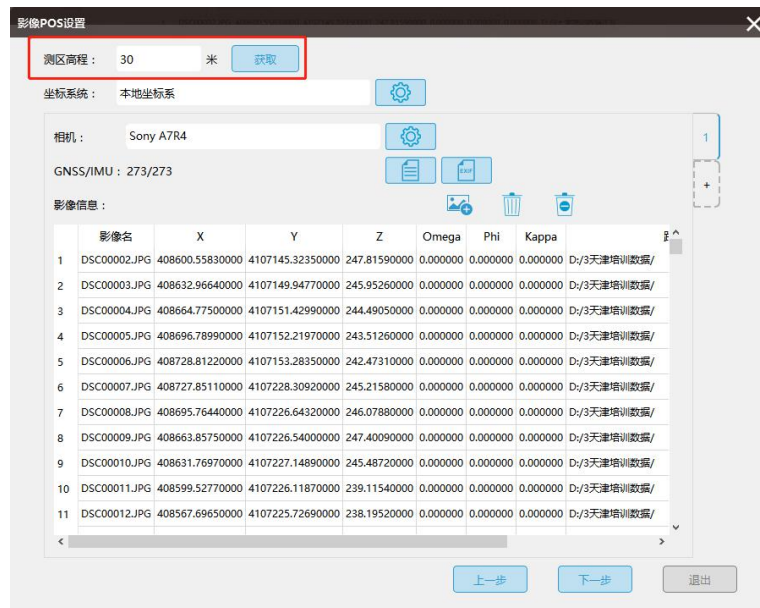 影像POS设置
测区高程： 30 米 获取
坐标系统： 本地坐标系
相机： Sony A7R4 1
GNSS/IMU：273/273 EXIF +
影像信息：
影像名 X Y Z Omega Phi Kappa
1 DSC00002.JPG 408600.55830000 4107145.32350000 247.81590000 0.000000 0.000000 0.000000 D:/3天津培训数据/
2 DSC00003.JPG 408632.96640000 4107149.94770000 245.95260000 0.000000 0.000000 0.000000 D:/3天津培训数据/
3 DSC00004.JPG 408664.77500000 4107151.42990000 244.49050000 0.000000 0.000000 0.000000 D:/3天津培训数据/
4 DSC00005.JPG 408696.78990000 4107152.21970000 243.51260000 0.000000 0.000000 0.000000 D:/3天津培训数据/
5 DSC00006.JPG 408728.81220000 4107153.28350000 242.47310000 0.000000 0.000000 0.000000 D:/3天津培训数据/
6 DSC00007.JPG 408727.85110000 4107228.30920000 245.21580000 0.000000 0.000000 0.000000 D:/3天津培训数据/
7 DSC00008.JPG 408695.76440000 4107226.64320000 246.07880000 0.000000 0.000000 0.000000 D:/3天津培训数据/
8 DSC00009.JPG 408663.85750000 4107226.54000000 247.40090000 0.000000 0.000000 0.000000 D:/3天津培训数据/
9 DSC00010.JPG 408631.76970000 4107227.14890000 245.48720000 0.000000 0.000000 0.000000 D:/3天津培训数据/
10 DSC00011.JPG 408599.52770000 4107226.11870000 239.11540000 0.000000 0.000000 0.000000 D:/3天津培训数据/
11 DSC00012.JPG 408567.69650000 4107225.72690000 238.19520000 0.000000 0.000000 0.000000 D:/3天津培训数据/
上一步 下一步 退出